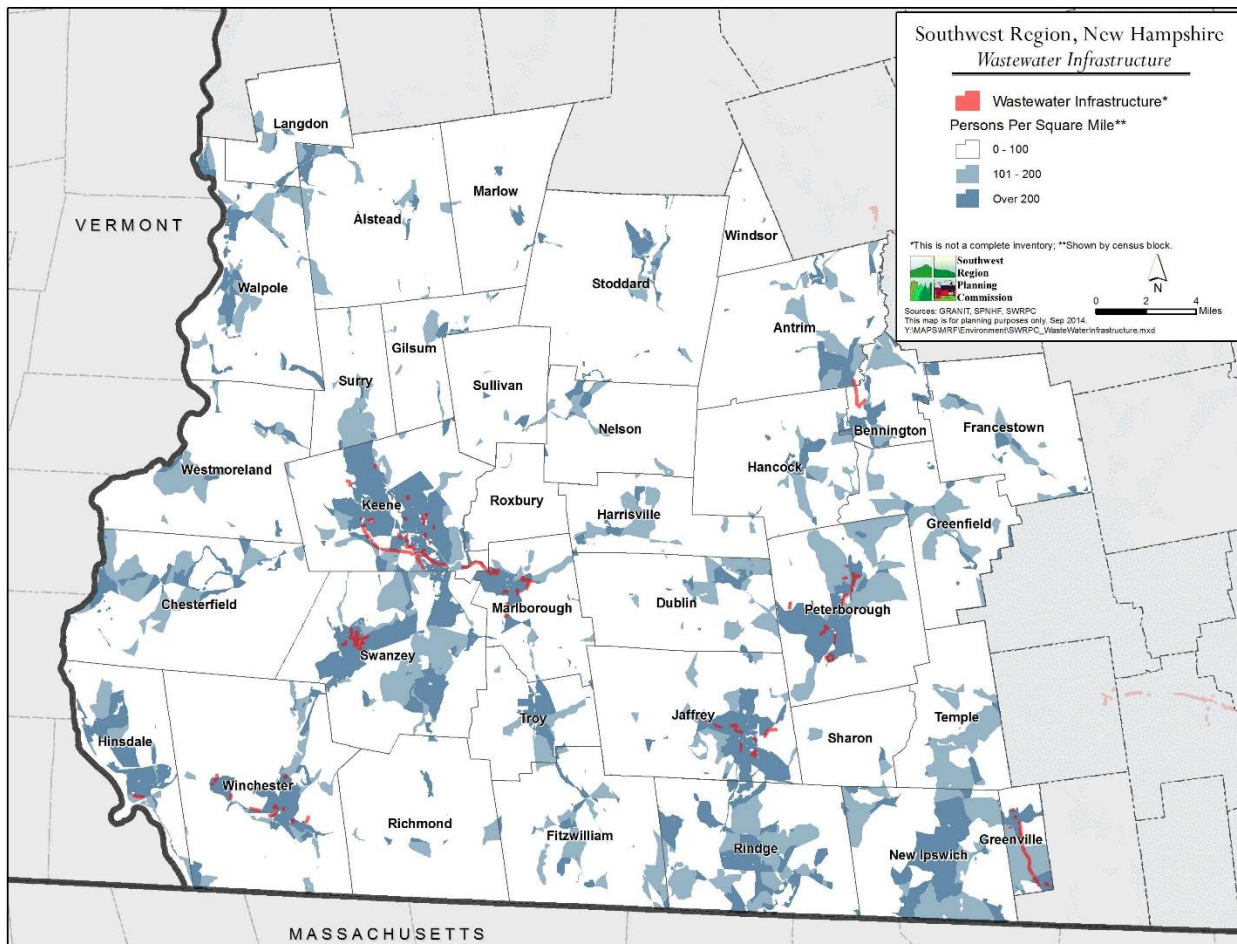 Southwest Region, New Hampshire
Wastewater Infrastructure
Wastewater Infrastructure*
Persons Per Square Mile**
0 - 100
101 - 200
Over 200
*This is not a complete inventory; **Shown by census block.
Southwest
Region
Planning
Commission
N
0 2 4
Miles
Sources: GRANIT, SPNHF, SWRPC
This map is for planning purposes only. Sep 2014.
Y:\MAPS\MRF\Environment\SWRPC_WasteWaterInfrastructure.mxd
Langdon
Marlow
Alstead
VERMONT
Windsor
Stoddard
Walpole
Antrim
Gilsum
Surry
Sullivan
Nelson
Bennington
Francestown
Westmoreland
Hancock
Keene
Roxbury
Harrisville
Greenfield
Chesterfield
Marlborough
Dublin
Peterborough
Swanzey
Troy
Jaffrey
Temple
Sharon
Hinsdale
Winchester
Richmond
Fitzwilliam
Rindge
New Ipswich
Greenville
MASSACHUSETTS